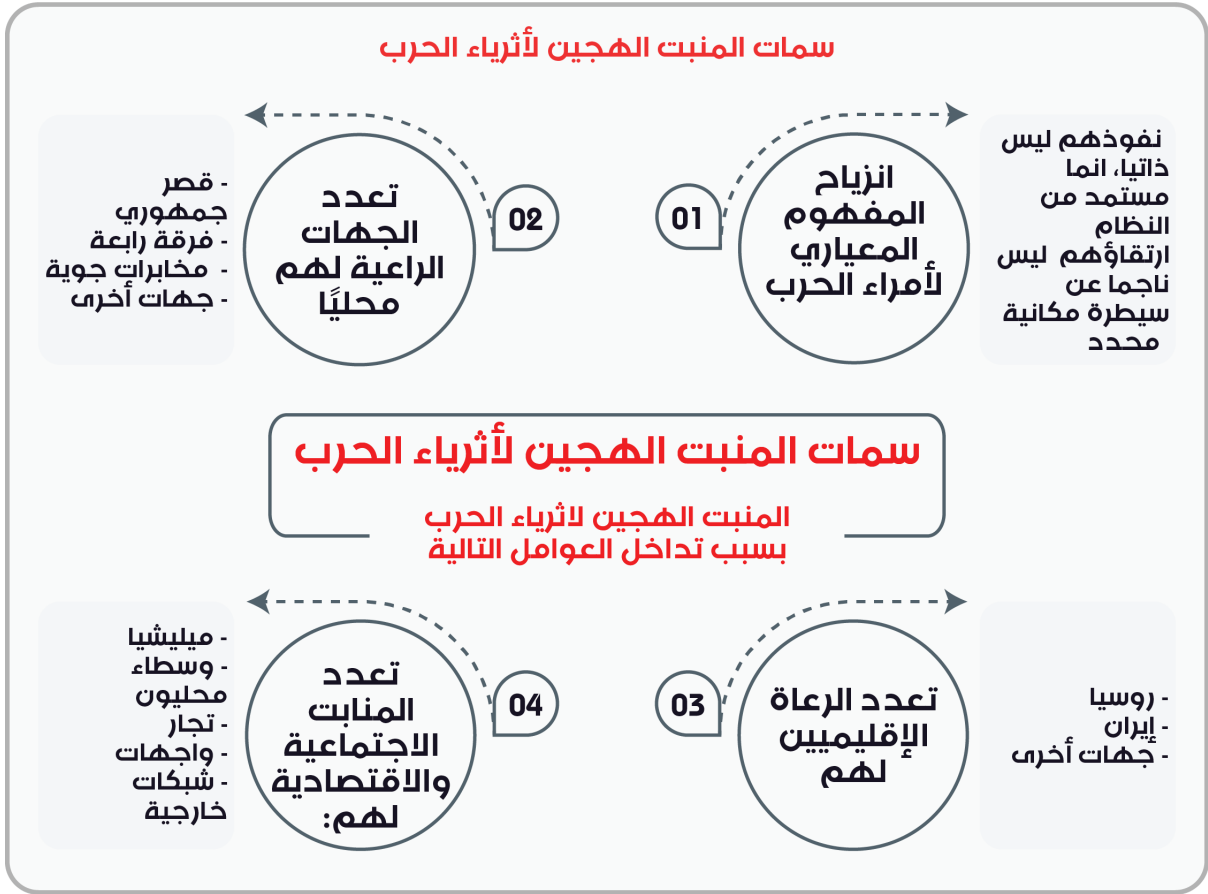 سمات المنبت الهجين لأثرياء الحرب
01
انزياح
المفهوم
المعياري
لأمراء الحرب
نفوذهم ليس
ذاتيا، انما
مستمد من
النظام
ارتقاؤهم ليس
ناجما عن
سيطرة مكانية
محدد
02
تعدد
الجهات
الراعية لهم
محليًا
- قصر
جمهوري
- فرقة رابعة
- مخابرات جوية
- جهات أخرى
سمات المنبت الهجين لأثرياء الحرب
المنبت الهجين لاثرياء الحرب
بسبب تداخل العوامل التالية
03
تعدد الرعاة
الإقليميين
لهم
- روسيا
- إيران
- جهات أخرى
04
تعدد
المنابت
الاجتماعية
والاقتصادية
لهم:
- ميليشيا
- وسطاء
محليون
- تجار
- واجهات
- شبكات
خارجية